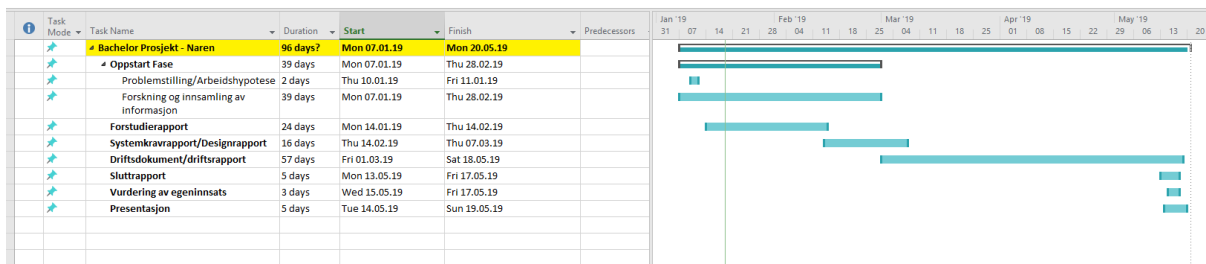 Task Mode Task Name Duration Start Finish Predecessors
Jan '19 Feb '19 Mar '19 Apr '19 May '19
31 07 14 21 28 04 11 18 25 04 11 18 25 01 08 15 22 29 06 13 20
Bachelor Prosjekt - Naren 96 days? Mon 07.01.19 Mon 20.05.19
Oppstart Fase 39 days Mon 07.01.19 Thu 28.02.19
Problemstilling/Arbeidshypotese 2 days Thu 10.01.19 Fri 11.01.19
Forskning og innsamling av informasjon 39 days Mon 07.01.19 Thu 28.02.19
Forstudierapport 24 days Mon 14.01.19 Thu 14.02.19
Systemkravrapport/Designrapport 16 days Thu 14.02.19 Thu 07.03.19
Driftsdokument/driftsrapport 57 days Fri 01.03.19 Sat 18.05.19
Sluttrapport 5 days Mon 13.05.19 Fri 17.05.19
Vurdering av egeninnsats 3 days Wed 15.05.19 Fri 17.05.19
Presentasjon 5 days Tue 14.05.19 Sun 19.05.19